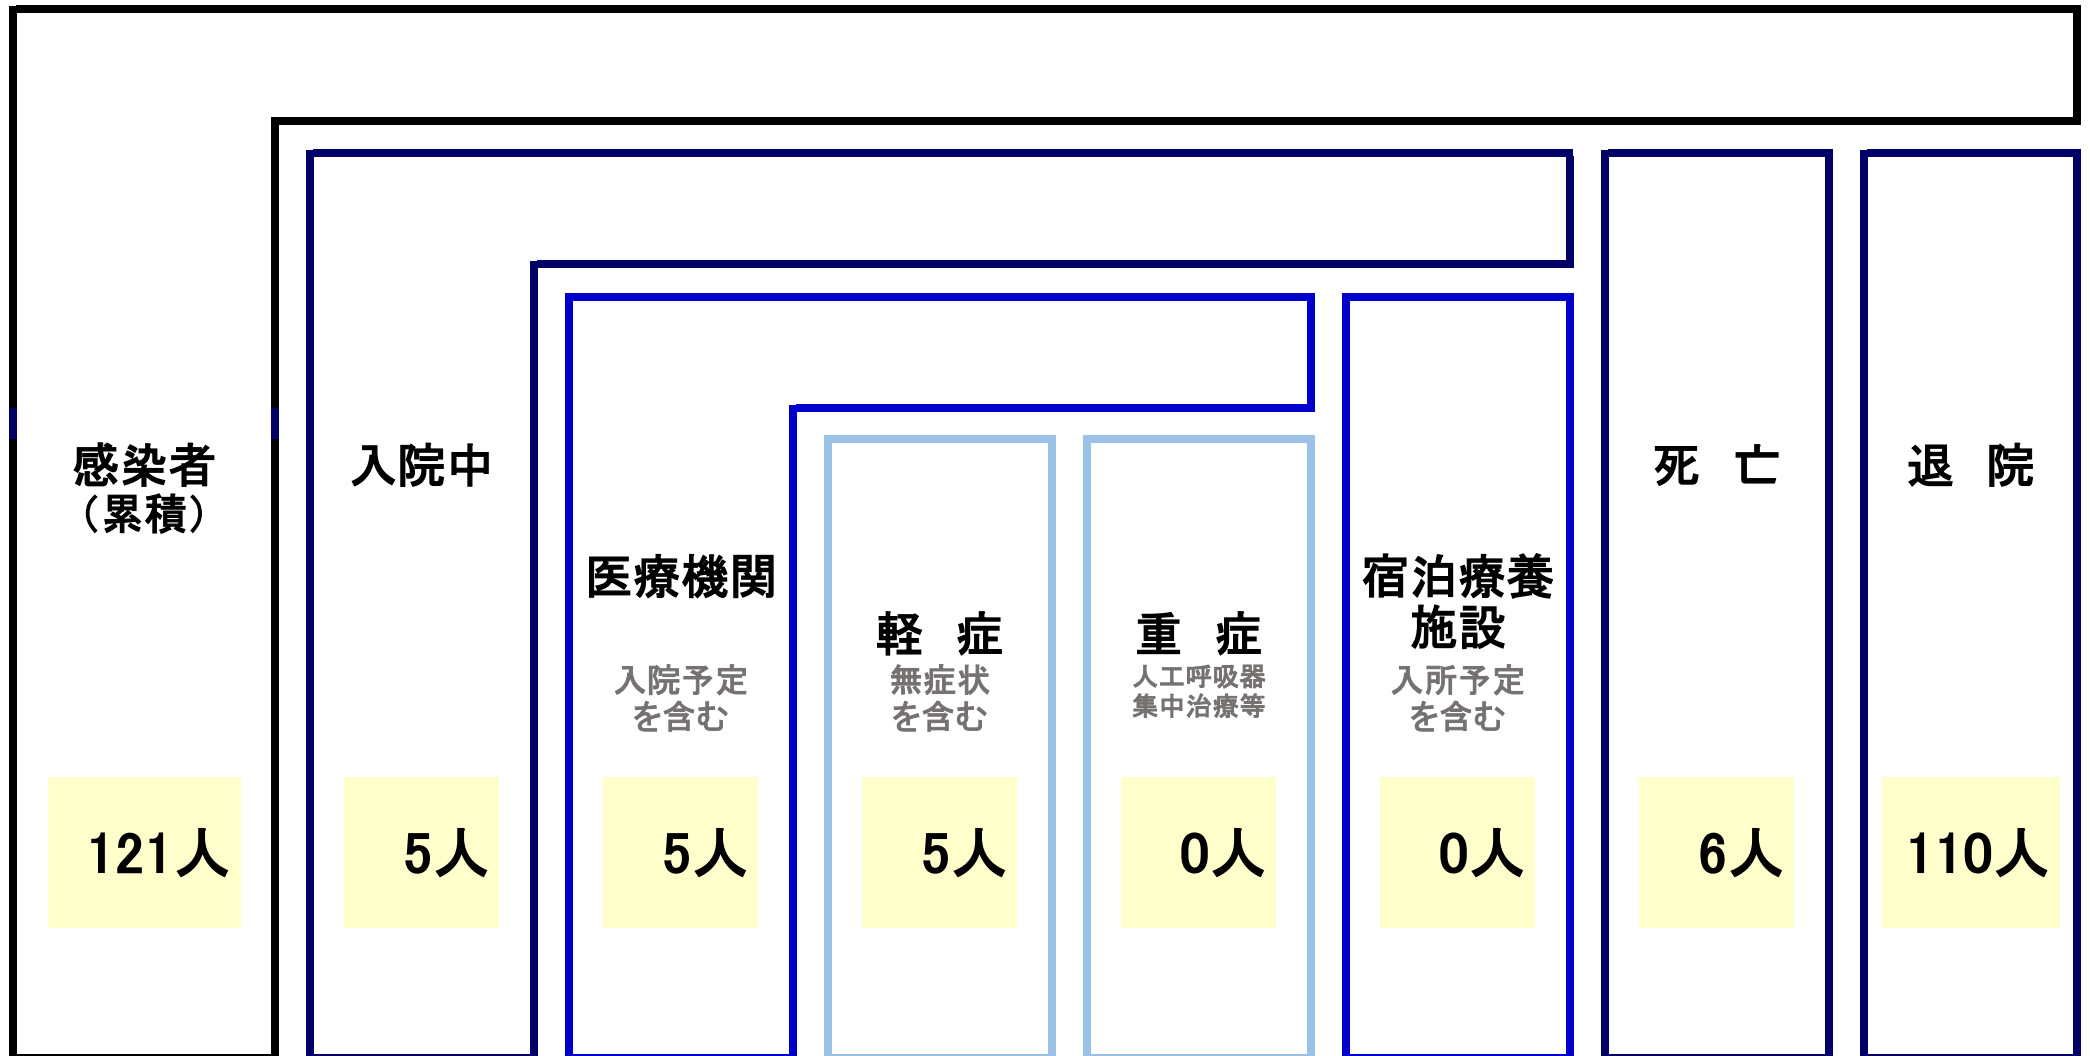 感染者
（累積）
121人
入院中
5人
医療機関
入院予定
を含む
5人
軽 症
無症状
を含む
5人
重 症
人工呼吸器
集中治療等
0人
宿泊療養
施設
入所予定
を含む
0人
死 亡
6人
退 院
110人